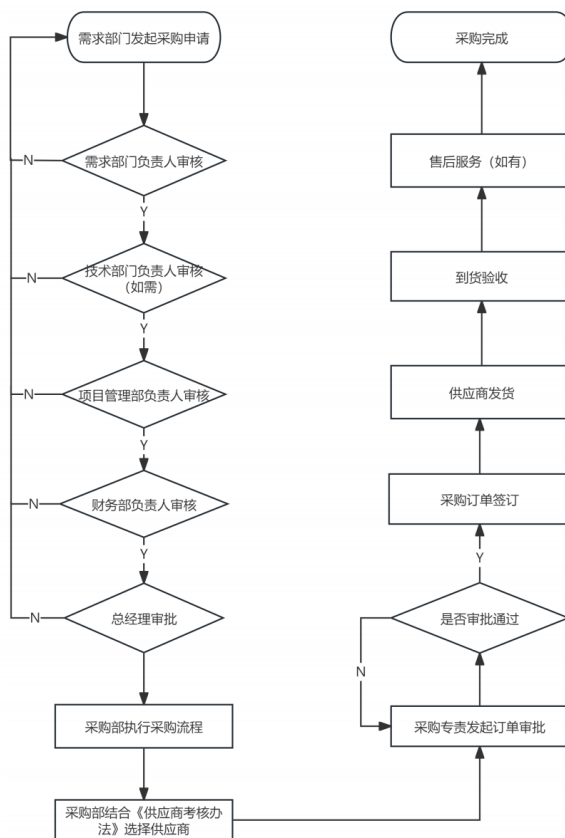 需求部门发起采购申请
N
需求部门负责人审核
Y
N
技术部门负责人审核
（如需）
Y
N
项目管理部负责人审核
Y
N
财务部负责人审核
Y
N
总经理审批
采购部执行采购流程
采购部结合《供应商考核办
法》选择供应商
采购专责发起订单审批
N
是否审批通过
Y
采购订单签订
供应商发货
到货验收
售后服务（如有）
采购完成